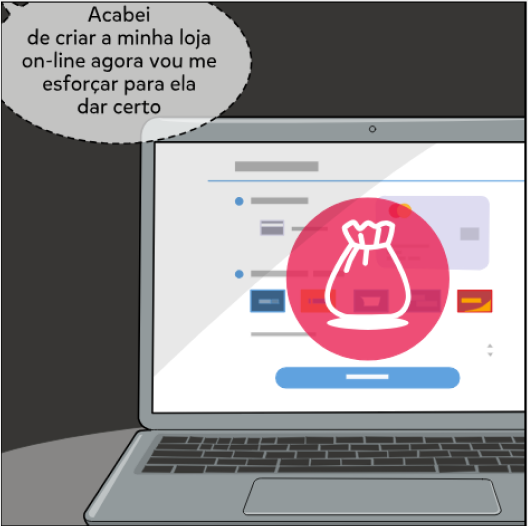 Acabei
de criar a minha loja
on-line agora vou me
esforçar para ela
dar certo